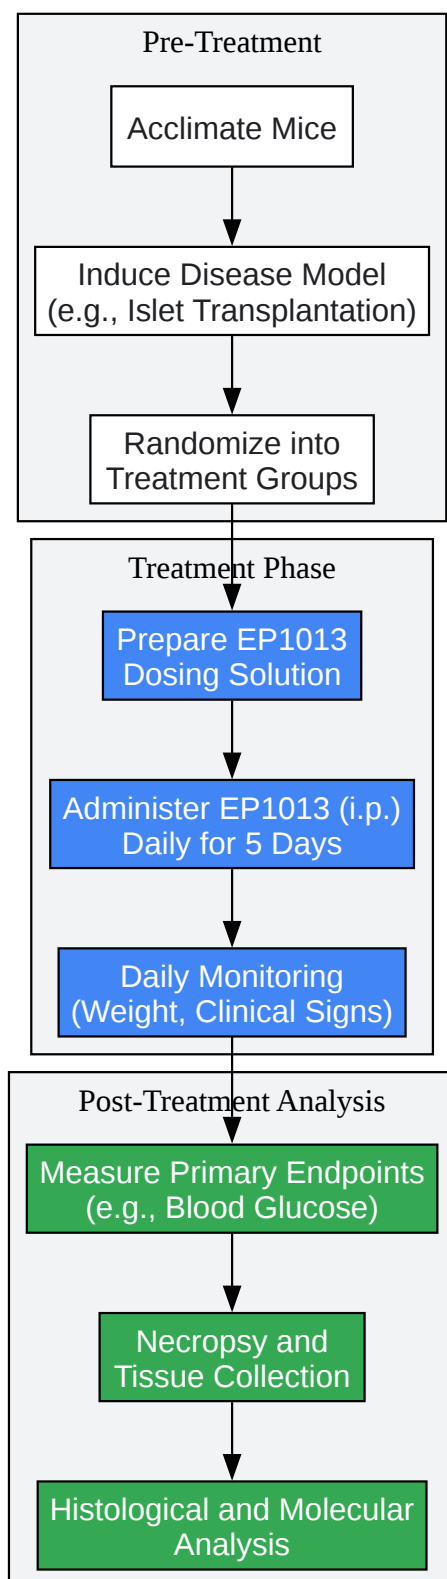 Pre-Treatment
Acclimate Mice
Induce Disease Model
(e.g., Islet Transplantation)
Randomize into
Treatment Groups
Treatment Phase
Prepare EP1013
Dosing Solution
Administer EP1013 (i.p.)
Daily for 5 Days
Daily Monitoring
(Weight, Clinical Signs)
Post-Treatment Analysis
Measure Primary Endpoints
(e.g., Blood Glucose)
Necropsy and
Tissue Collection
Histological and Molecular
Analysis